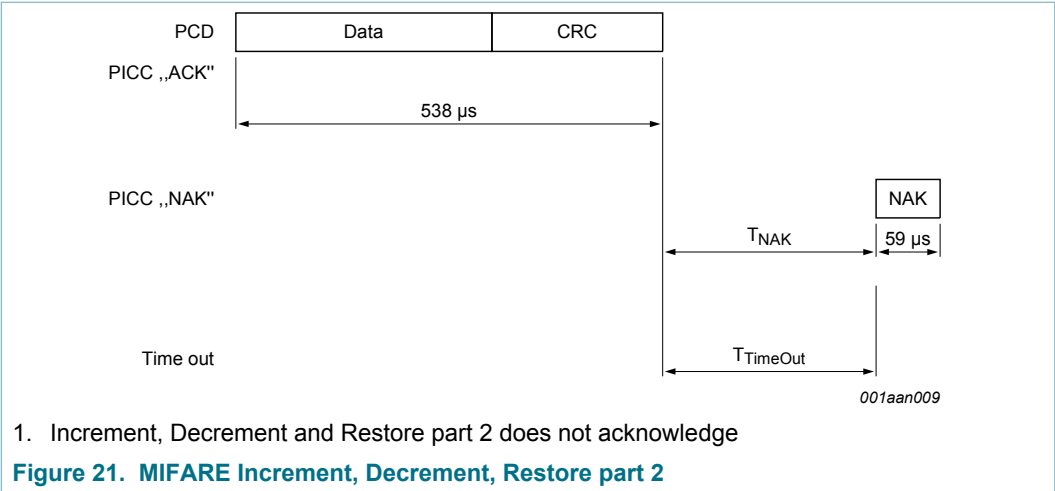 PCD Data CRC
PICC ,,ACK"
538 µs
PICC ,,NAK" NAK
TNAK 59 µs
Time out TTimeOut
001aan009
1. Increment, Decrement and Restore part 2 does not acknowledge
Figure 21. MIFARE Increment, Decrement, Restore part 2